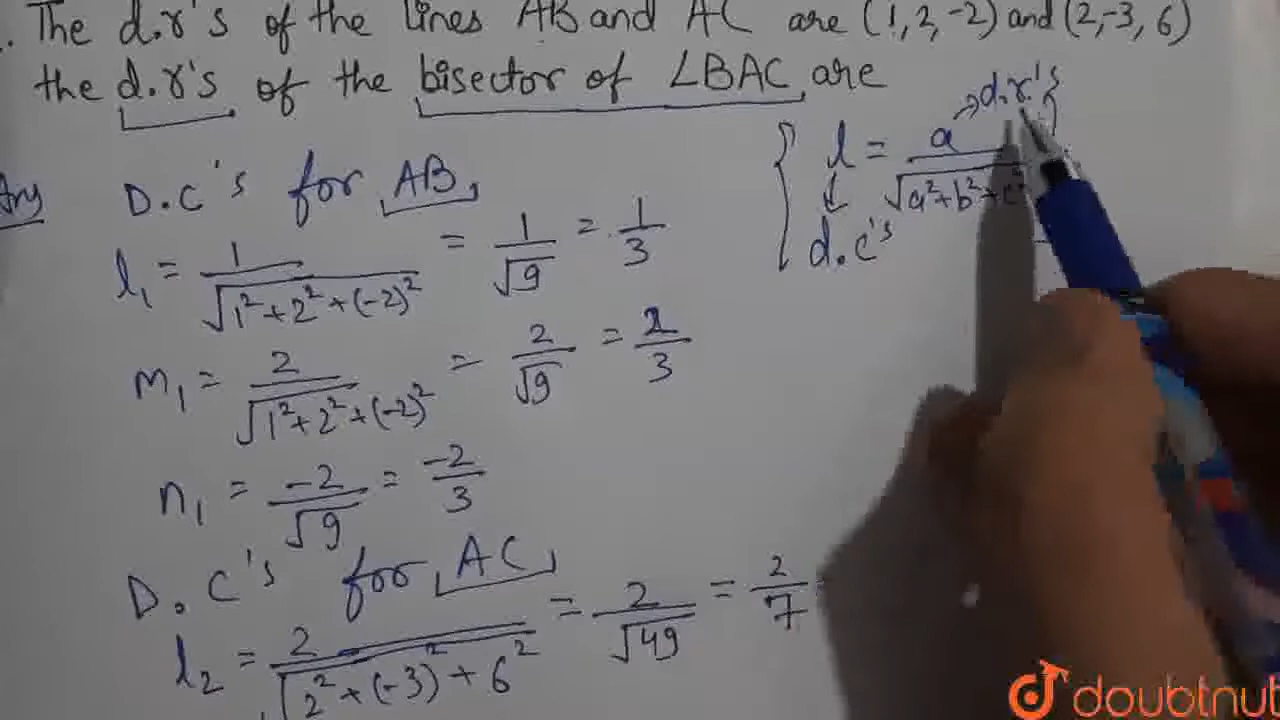 . The d.r's of the lines AB and AC are (1, 2, -2) and (2, -3, 6)
the d.r's of the bisector of ∠BAC, are
D.C's for AB,
l₁ = 1/√(1²+2²+(-2)²) = 1/√9 = 1/3
m₁ = 2/√(1²+2²+(-2)²) = 2/√9 = 2/3
n₁ = -2/√9 = -2/3
D.C's for AC,
l₂ = 2/√(2²+(-3)²+6²) = 2/√49 = 2/7
→ d.r.'s
l = a/√(a²+b²+c²
↓
d.c's
doubtnut